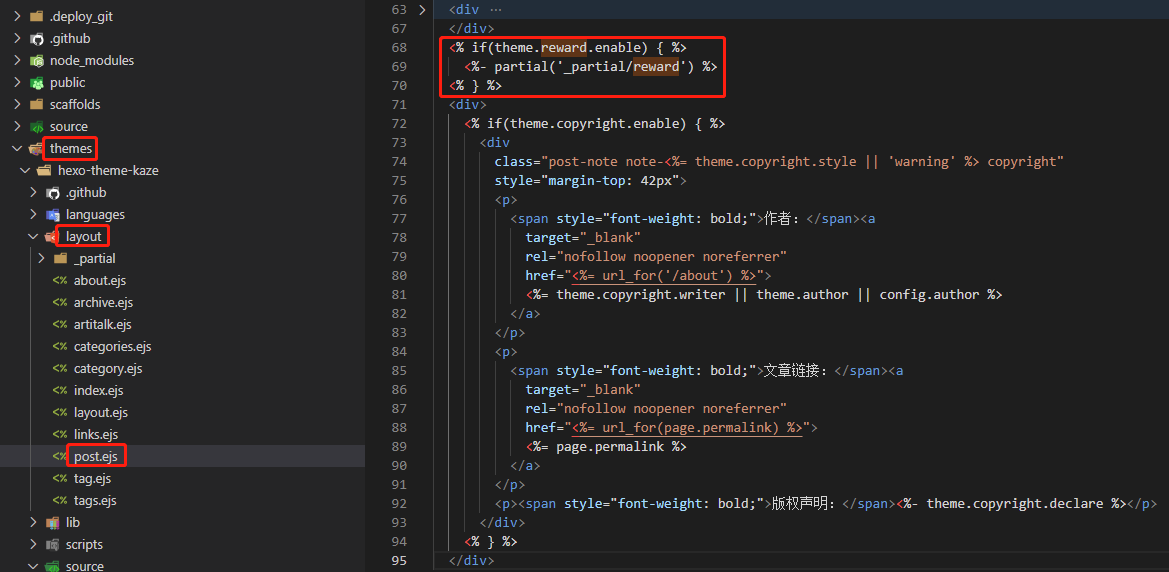 .deploy_git
.github
node_modules
public
scaffolds
source
themes
hexo-theme-kaze
.github
languages
layout
_partial
<% about.ejs
<% archive.ejs
<% artitalk.ejs
<% categories.ejs
<% category.ejs
<% index.ejs
<% layout.ejs
<% links.ejs
<% post.ejs
<% tag.ejs
<% tags.ejs
lib
scripts
source
63 <div ···
67 </div>
68 <% if(theme.reward.enable) { %>
69 <%- partial('_partial/reward') %>
70 <% } %>
71 <div>
72 <% if(theme.copyright.enable) { %>
73 <div
74 class="post-note note-<%= theme.copyright.style || 'warning' %> copyright"
75 style="margin-top: 42px">
76 <p>
77 <span style="font-weight: bold;">作者：</span><a
78 target="_blank"
79 rel="nofollow noopener noreferrer"
80 href="<%= url_for('/about') %>">
81 <%= theme.copyright.writer || theme.author || config.author %>
82 </a>
83 </p>
84 <p>
85 <span style="font-weight: bold;">文章链接：</span><a
86 target="_blank"
87 rel="nofollow noopener noreferrer"
88 href="<%= url_for(page.permalink) %>">
89 <%= page.permalink %>
90 </a>
91 </p>
92 <p><span style="font-weight: bold;">版权声明：</span><%- theme.copyright.declare %></p>
93 </div>
94 <% } %>
95 </div>